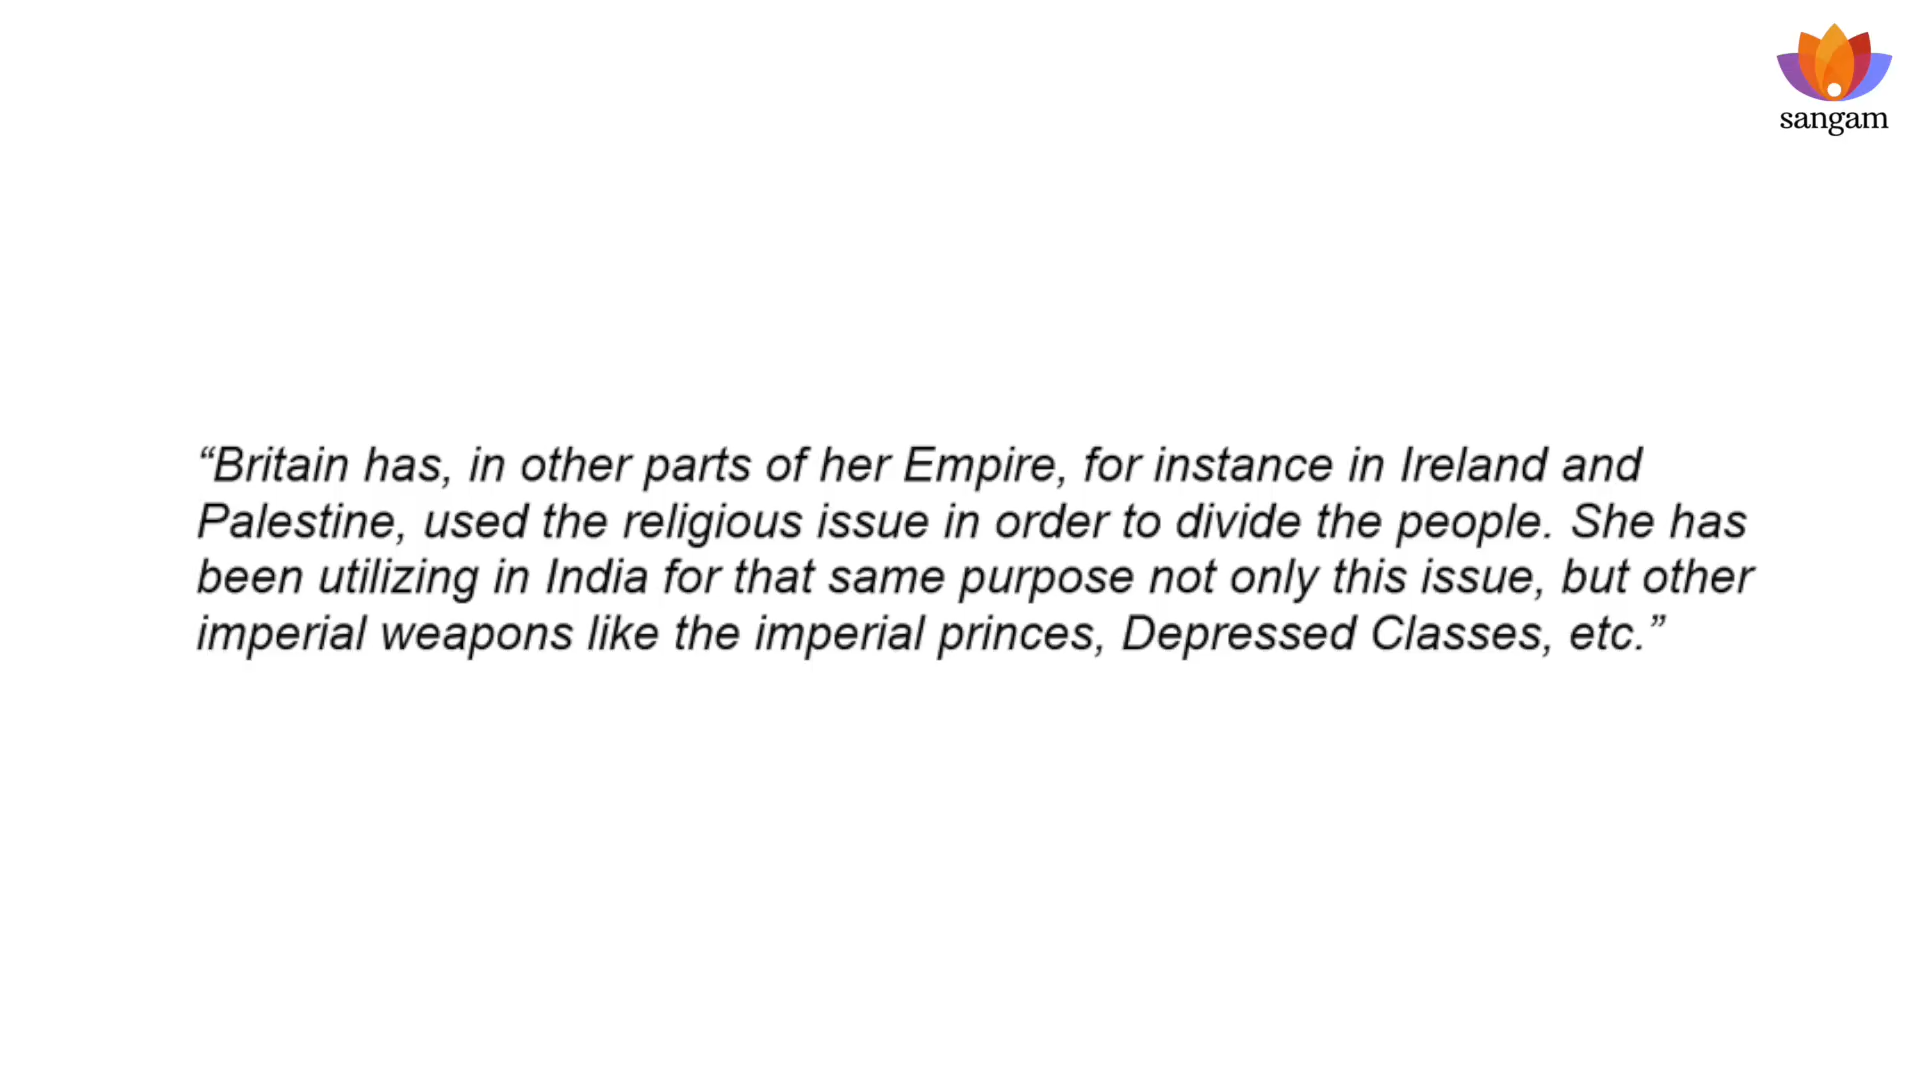 sangam
“Britain has, in other parts of her Empire, for instance in Ireland and
Palestine, used the religious issue in order to divide the people. She has
been utilizing in India for that same purpose not only this issue, but other
imperial weapons like the imperial princes, Depressed Classes, etc.”